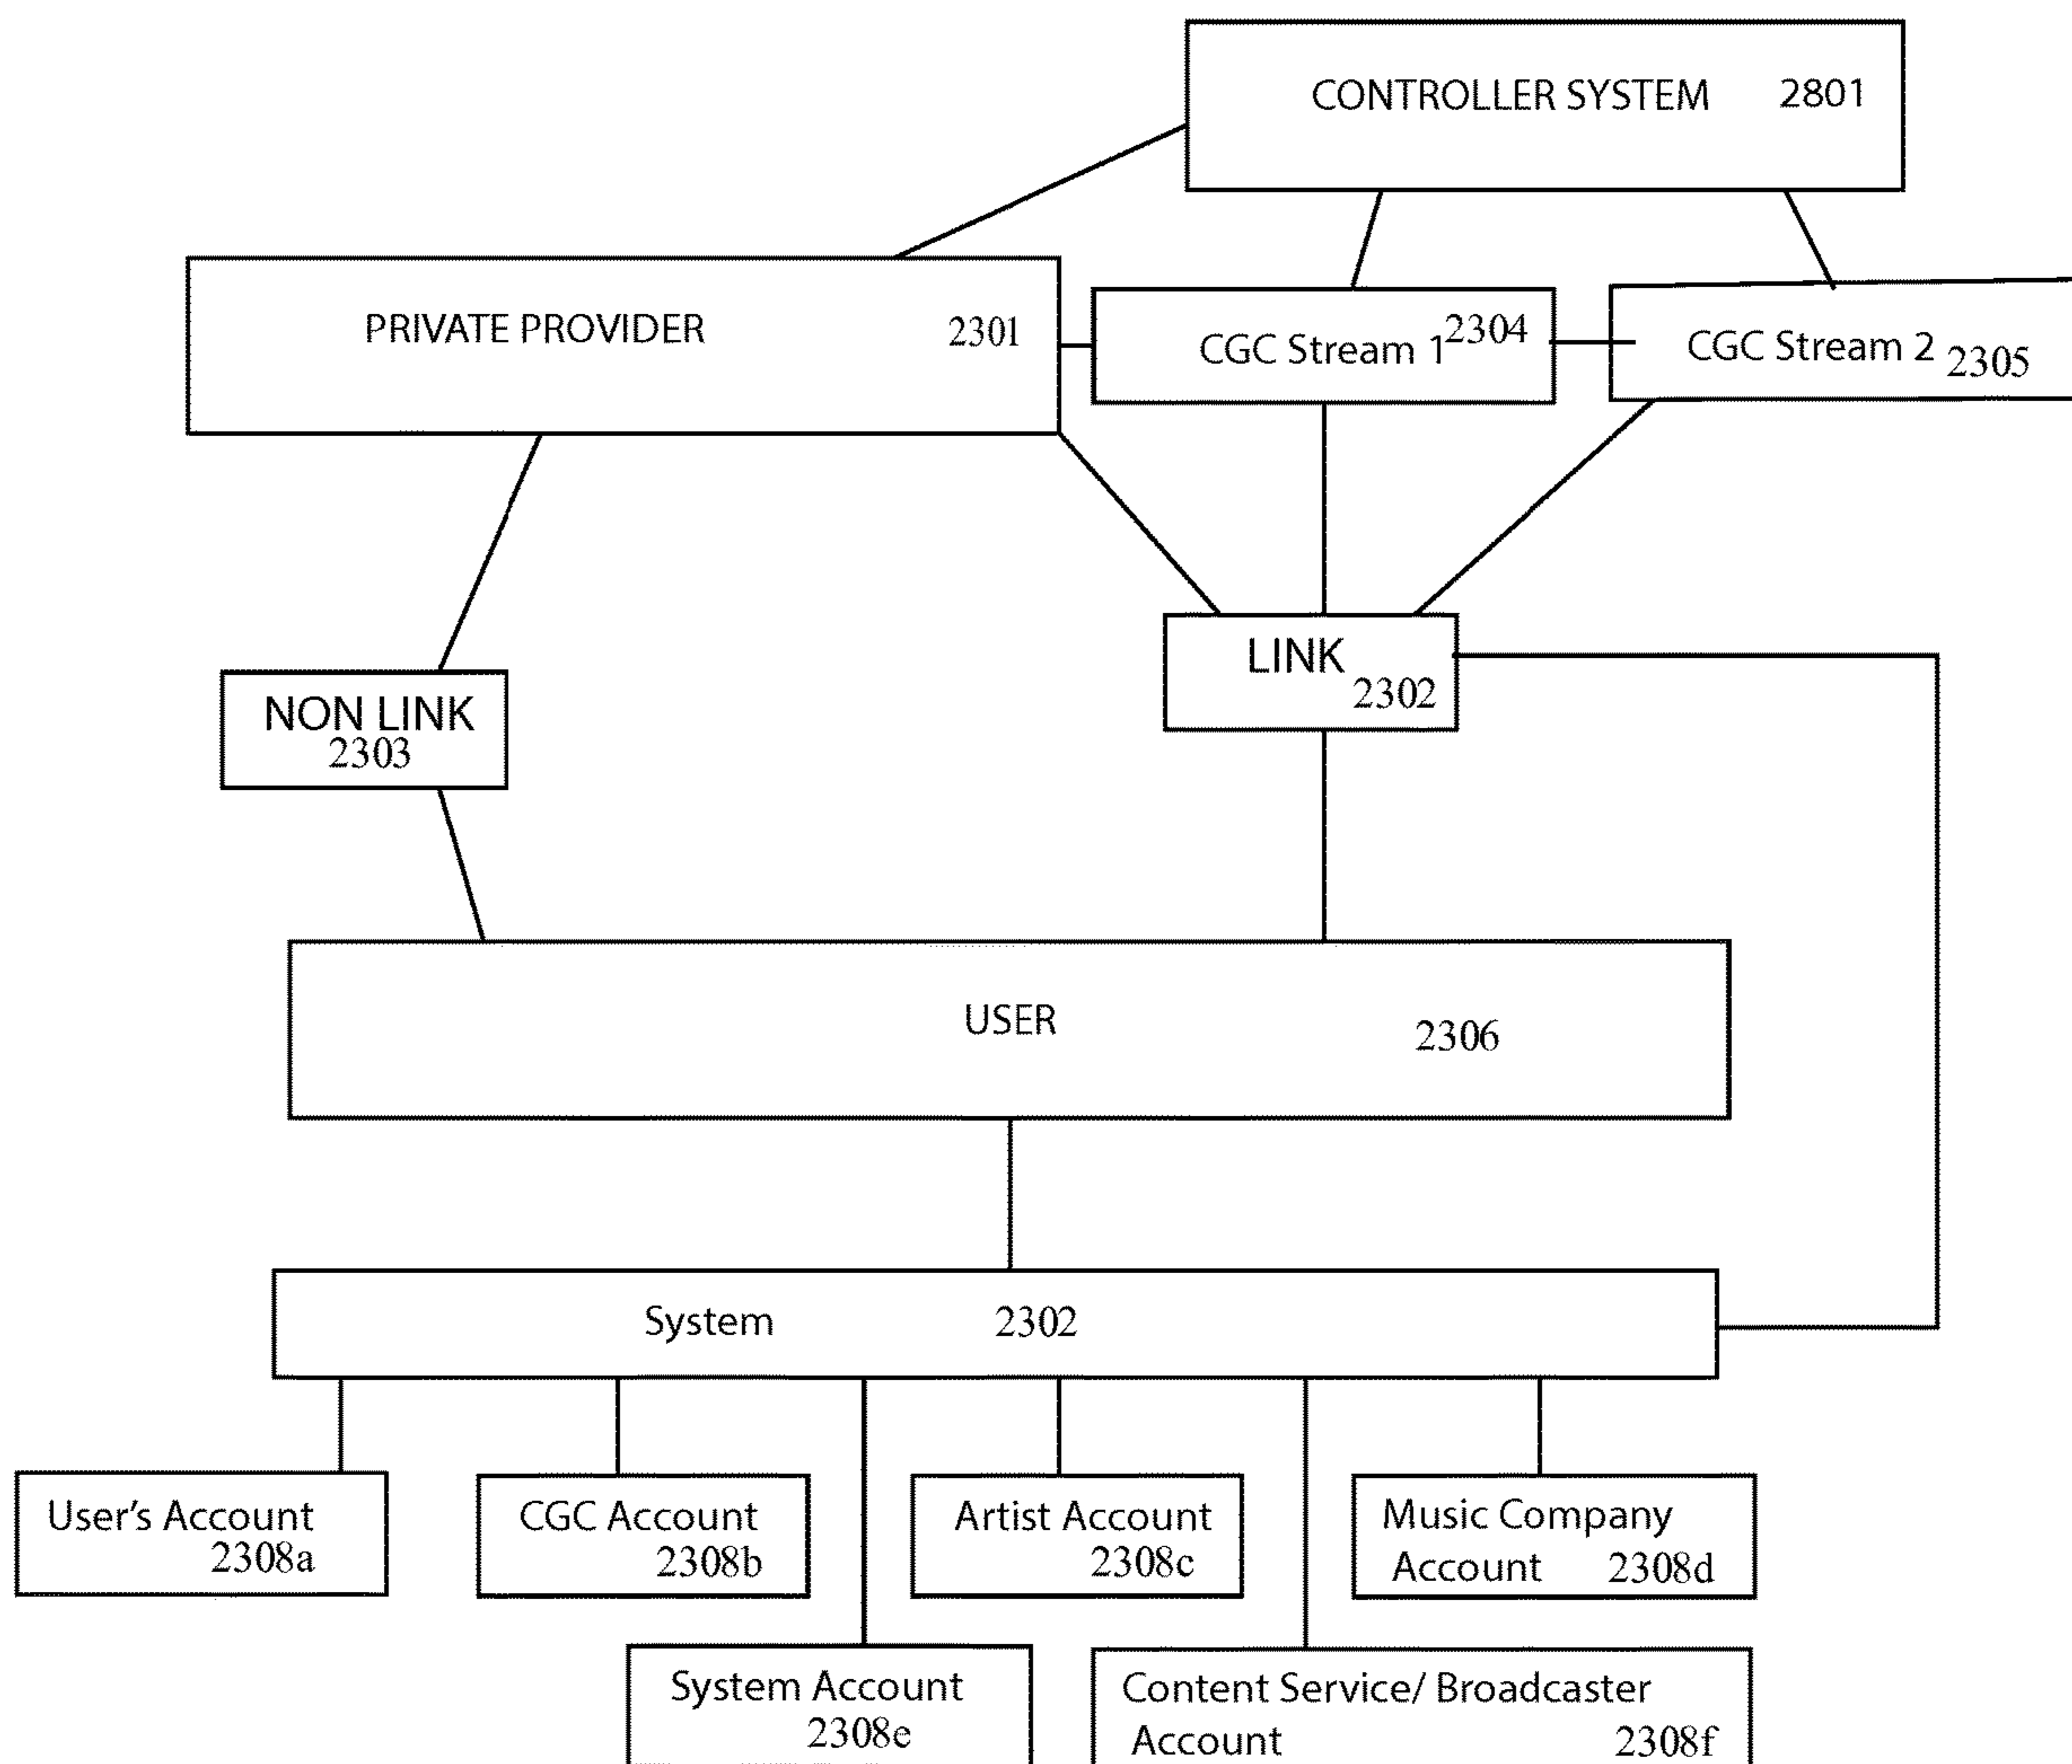 CONTROLLER SYSTEM 2801
PRIVATE PROVIDER 2301
CGC Stream 1 2304
CGC Stream 2 2305
LINK
2302
NON LINK
2303
USER 2306
System 2302
User's Account
2308a
CGC Account
2308b
Artist Account
2308c
Music Company
Account 2308d
System Account
2308e
Content Service/ Broadcaster
Account 2308f